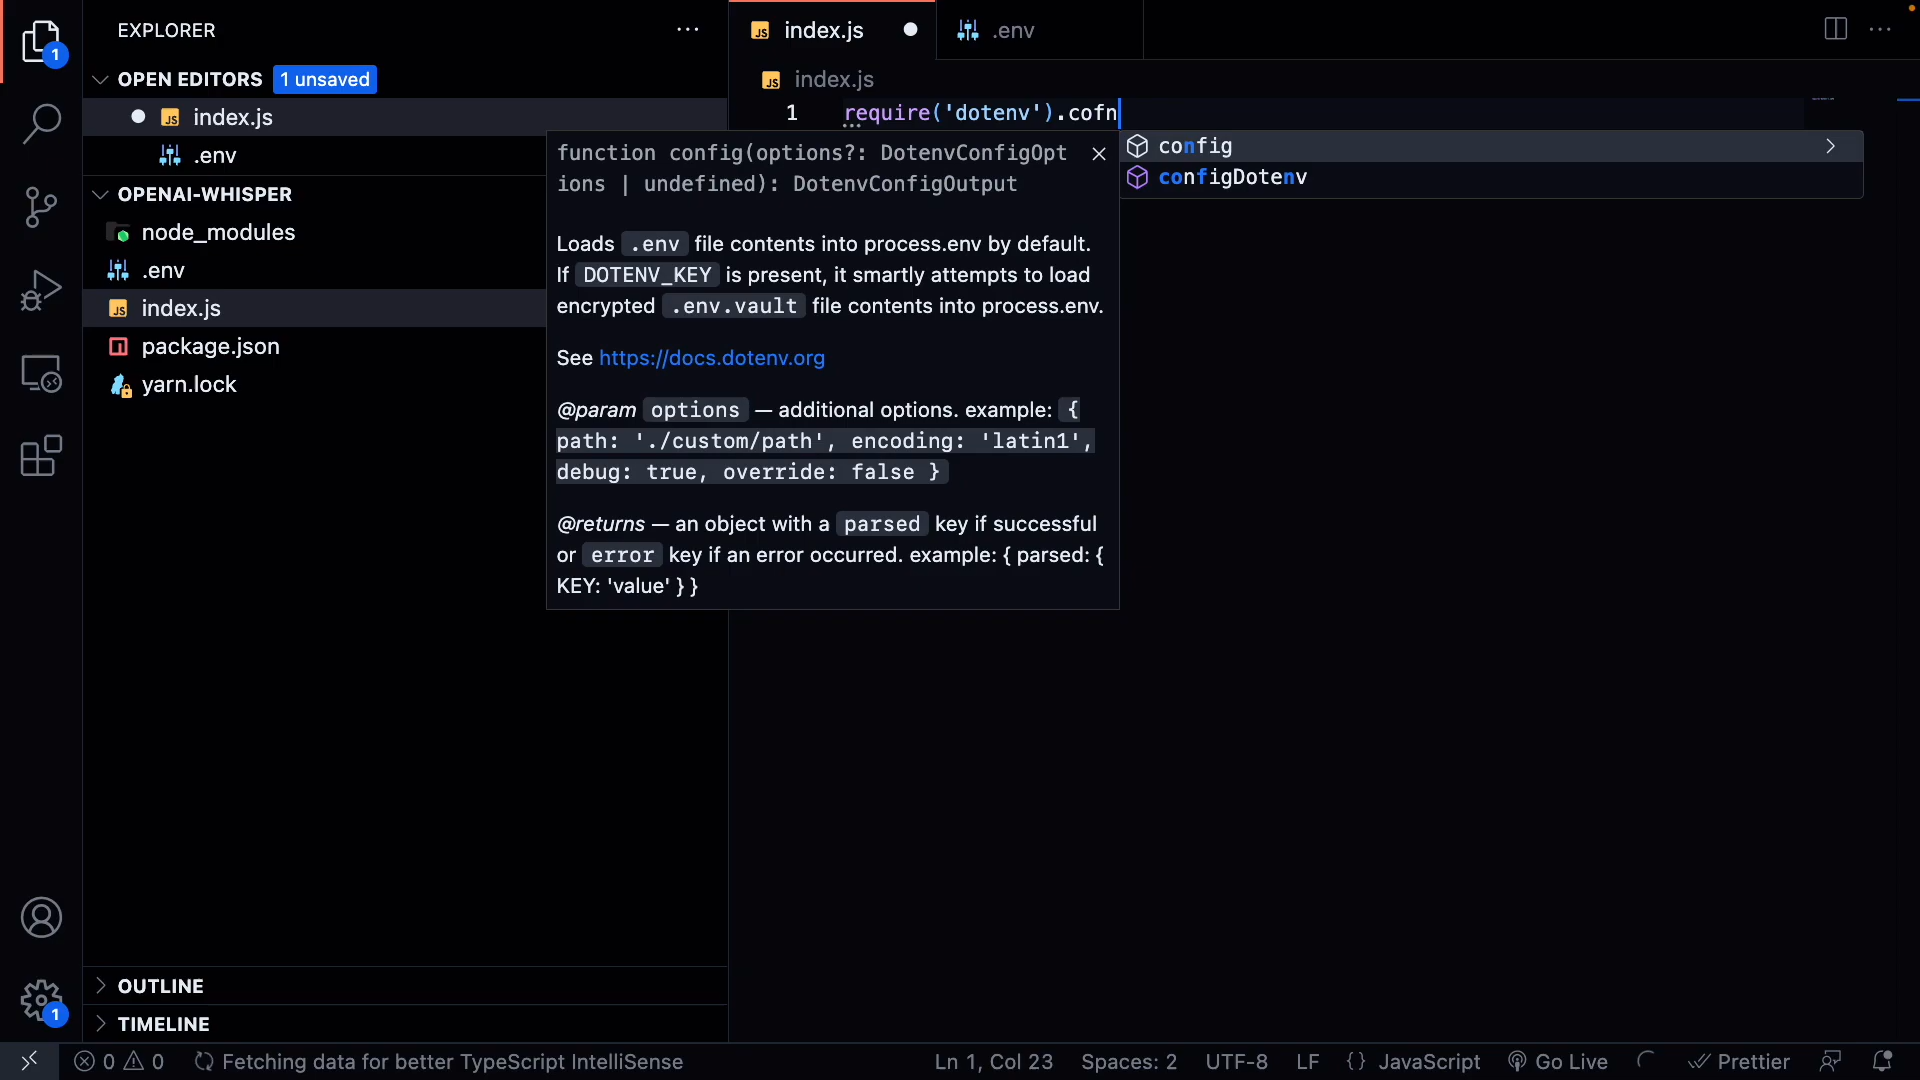 1
EXPLORER
OPEN EDITORS 1 unsaved
JS index.js
.env
OPENAI-WHISPER
node_modules
.env
JS index.js
package.json
yarn.lock
OUTLINE
TIMELINE
1
JS index.js
.env
JS index.js
1 require('dotenv').cofn
config
configDotenv
function config(options?: DotenvConfigOpt
ions | undefined): DotenvConfigOutput
Loads .env file contents into process.env by default.
If DOTENV_KEY is present, it smartly attempts to load
encrypted .env.vault file contents into process.env.
See https://docs.dotenv.org
@param options — additional options. example: {
path: './custom/path', encoding: 'latin1',
debug: true, override: false }
@returns — an object with a parsed key if successful
or error key if an error occurred. example: { parsed: {
KEY: 'value' } }
0 0 Fetching data for better TypeScript IntelliSense Ln 1, Col 23 Spaces: 2 UTF-8 LF {} JavaScript Go Live Prettier